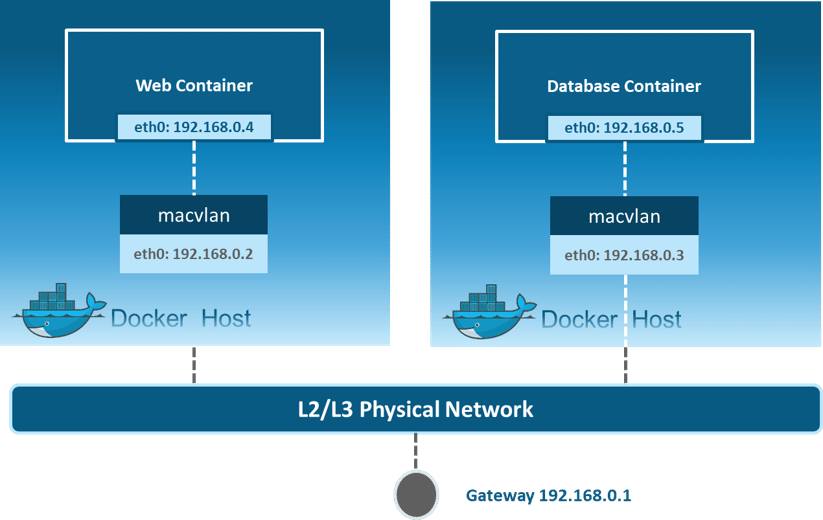 Web Container
eth0: 192.168.0.4
macvlan
eth0: 192.168.0.2
Docker Host
Database Container
eth0: 192.168.0.5
macvlan
eth0: 192.168.0.3
Docker Host
L2/L3 Physical Network
Gateway 192.168.0.1